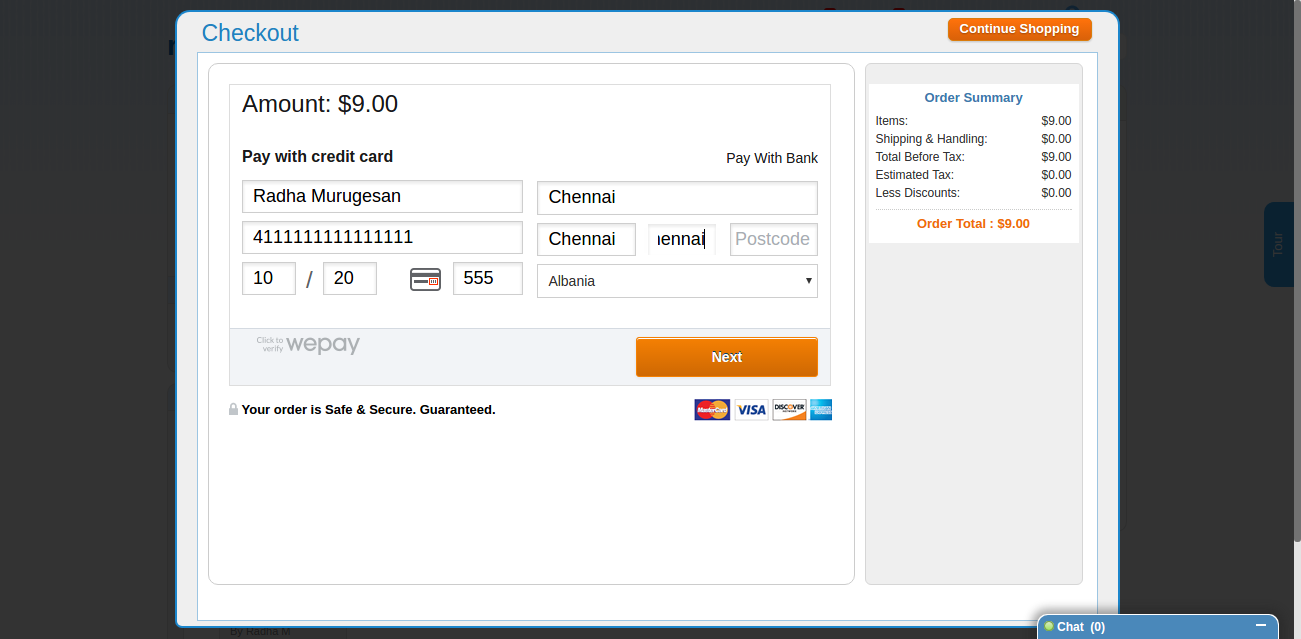 Checkout
Continue Shopping
Amount: $9.00
Pay with credit card
Pay With Bank
Radha Murugesan
Chennai
4111111111111111
Chennai
ennai
Postcode
10 / 20
555
Albania
Click to verify wepay
Next
Your order is Safe & Secure. Guaranteed.
MasterCard
VISA
DISCOVER
Order Summary
Items: $9.00
Shipping & Handling: $0.00
Total Before Tax: $9.00
Estimated Tax: $0.00
Less Discounts: $0.00
Order Total : $9.00
Tour
By Radha M
Chat (0)